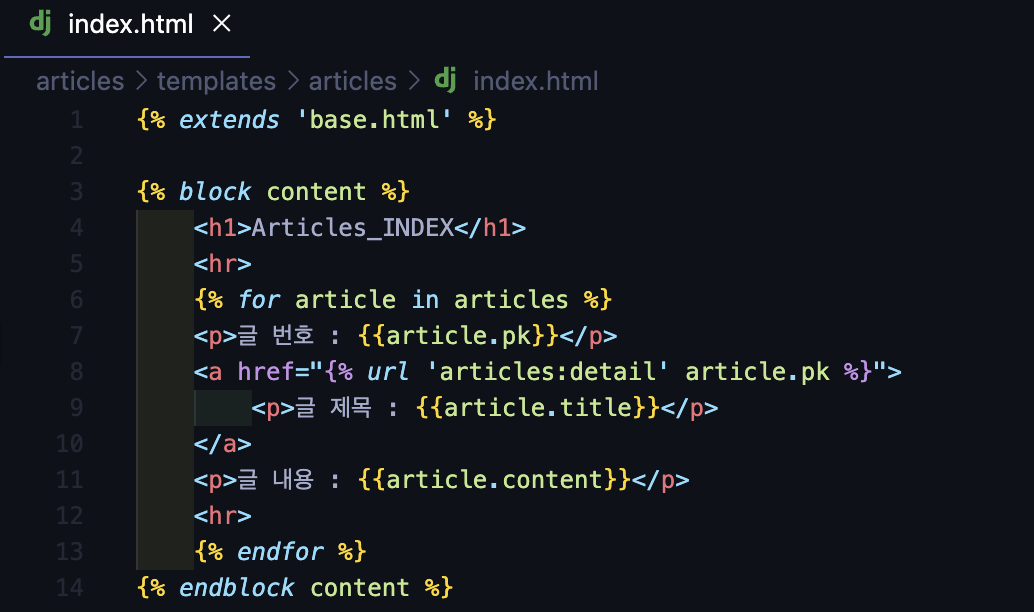 dj index.html ×
articles > templates > articles > dj index.html
1 {% extends 'base.html' %}
2
3 {% block content %}
4     <h1>Articles_INDEX</h1>
5     <hr>
6     {% for article in articles %}
7     <p>글 번호 : {{article.pk}}</p>
8     <a href="{% url 'articles:detail' article.pk %}">
9         <p>글 제목 : {{article.title}}</p>
10     </a>
11     <p>글 내용 : {{article.content}}</p>
12     <hr>
13     {% endfor %}
14 {% endblock content %}